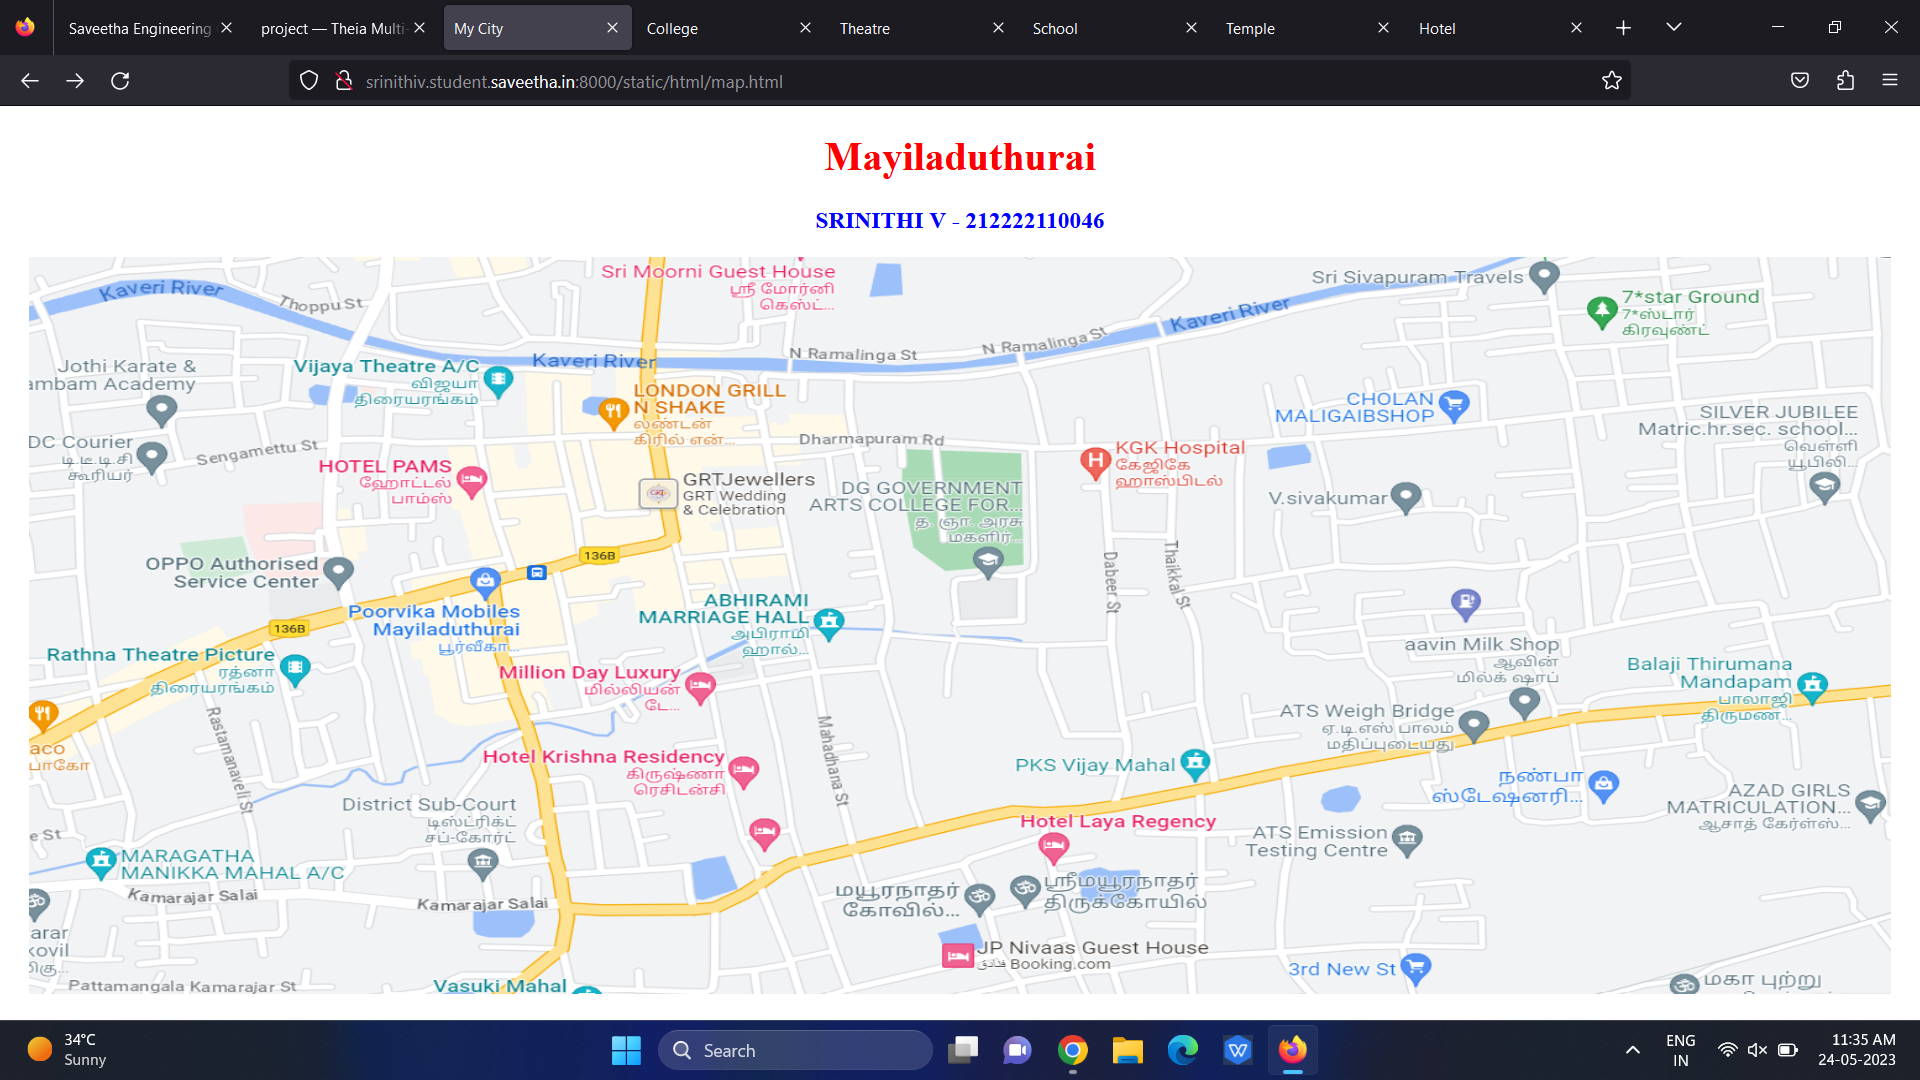 Saveetha Engineering
project — Theia Multi-
My City
College
Theatre
School
Temple
Hotel
srinithiv.student.saveetha.in:8000/static/html/map.html
Mayiladuthurai
SRINITHI V - 212222110046
Sri Moorni Guest House
ஸ்ரீ மோர்னி
கெஸ்ட்...
Sri Sivapuram Travels
Kaveri River
Thoppu St
Kaveri River
7*star Ground
7*ஸ்டார்
கிரவுண்ட்
N Ramalinga St
N Ramalinga St
Kaveri River
Jothi Karate &
ambam Academy
Vijaya Theatre A/C
விஜயா
திரையரங்கம்
LONDON GRILL
N SHAKE
லண்டன்
கிரில் என்...
CHOLAN
MALIGAIBSHOP
SILVER JUBILEE
Matric.hr.sec. school...
வெள்ளி
யூபிலி...
DC Courier
டி.டீ.டி.சி
கூரியர்
Sengamettu St
Dharmapuram Rd
KGK Hospital
கேஜிகே
ஹாஸ்பிடல்
HOTEL PAMS
ஹோட்டல்
பாம்ஸ்
GRT
GRTJewellers
GRT Wedding
& Celebration
DG GOVERNMENT
ARTS COLLEGE FOR...
த. ஞா. அரசு
மகளிர்...
V.sivakumar
136B
OPPO Authorised
Service Center
Dabeer St
Thaikkal St
Poorvika Mobiles
Mayiladuthurai
பூர்வீகா...
ABHIRAMI
MARRIAGE HALL
அபிராமி
ஹால்...
136B
aavin Milk Shop
ஆவின்
மில்க் ஷாப்
Rathna Theatre Picture
ரத்னா
திரையரங்கம்
Million Day Luxury
மில்லியன்
டே...
Balaji Thirumana
Mandapam
பாலாஜி
திருமண...
Rastamanaveli St
Mahadhana St
ATS Weigh Bridge
ஏ.டி.எஸ் பாலம்
மதிப்புடையது
aco
பாகோ
Hotel Krishna Residency
கிருஷ்ணா
ரெசிடன்சி
PKS Vijay Mahal
நண்பா
ஸ்டேஷனரி...
AZAD GIRLS
MATRICULATION...
ஆசாத் கேர்ள்ஸ்...
District Sub-Court
டிஸ்ட்ரிக்ட்
சப்-கோர்ட்
Hotel Laya Regency
ATS Emission
Testing Centre
e St
MARAGATHA
MANIKKA MAHAL A/C
Kamarajar Salai
Kamarajar Salai
மயூரநாதர்
கோவில்...
ஸ்ரீமயூரநாதர்
திருக்கோயில்
arar
kovil
கு...
JP Nivaas Guest House
فنادق Booking.com
3rd New St
Pattamangala Kamarajar St
Vasuki Mahal
மகா புற்று
34°C
Sunny
Search
ENG
IN
11:35 AM
24-05-2023